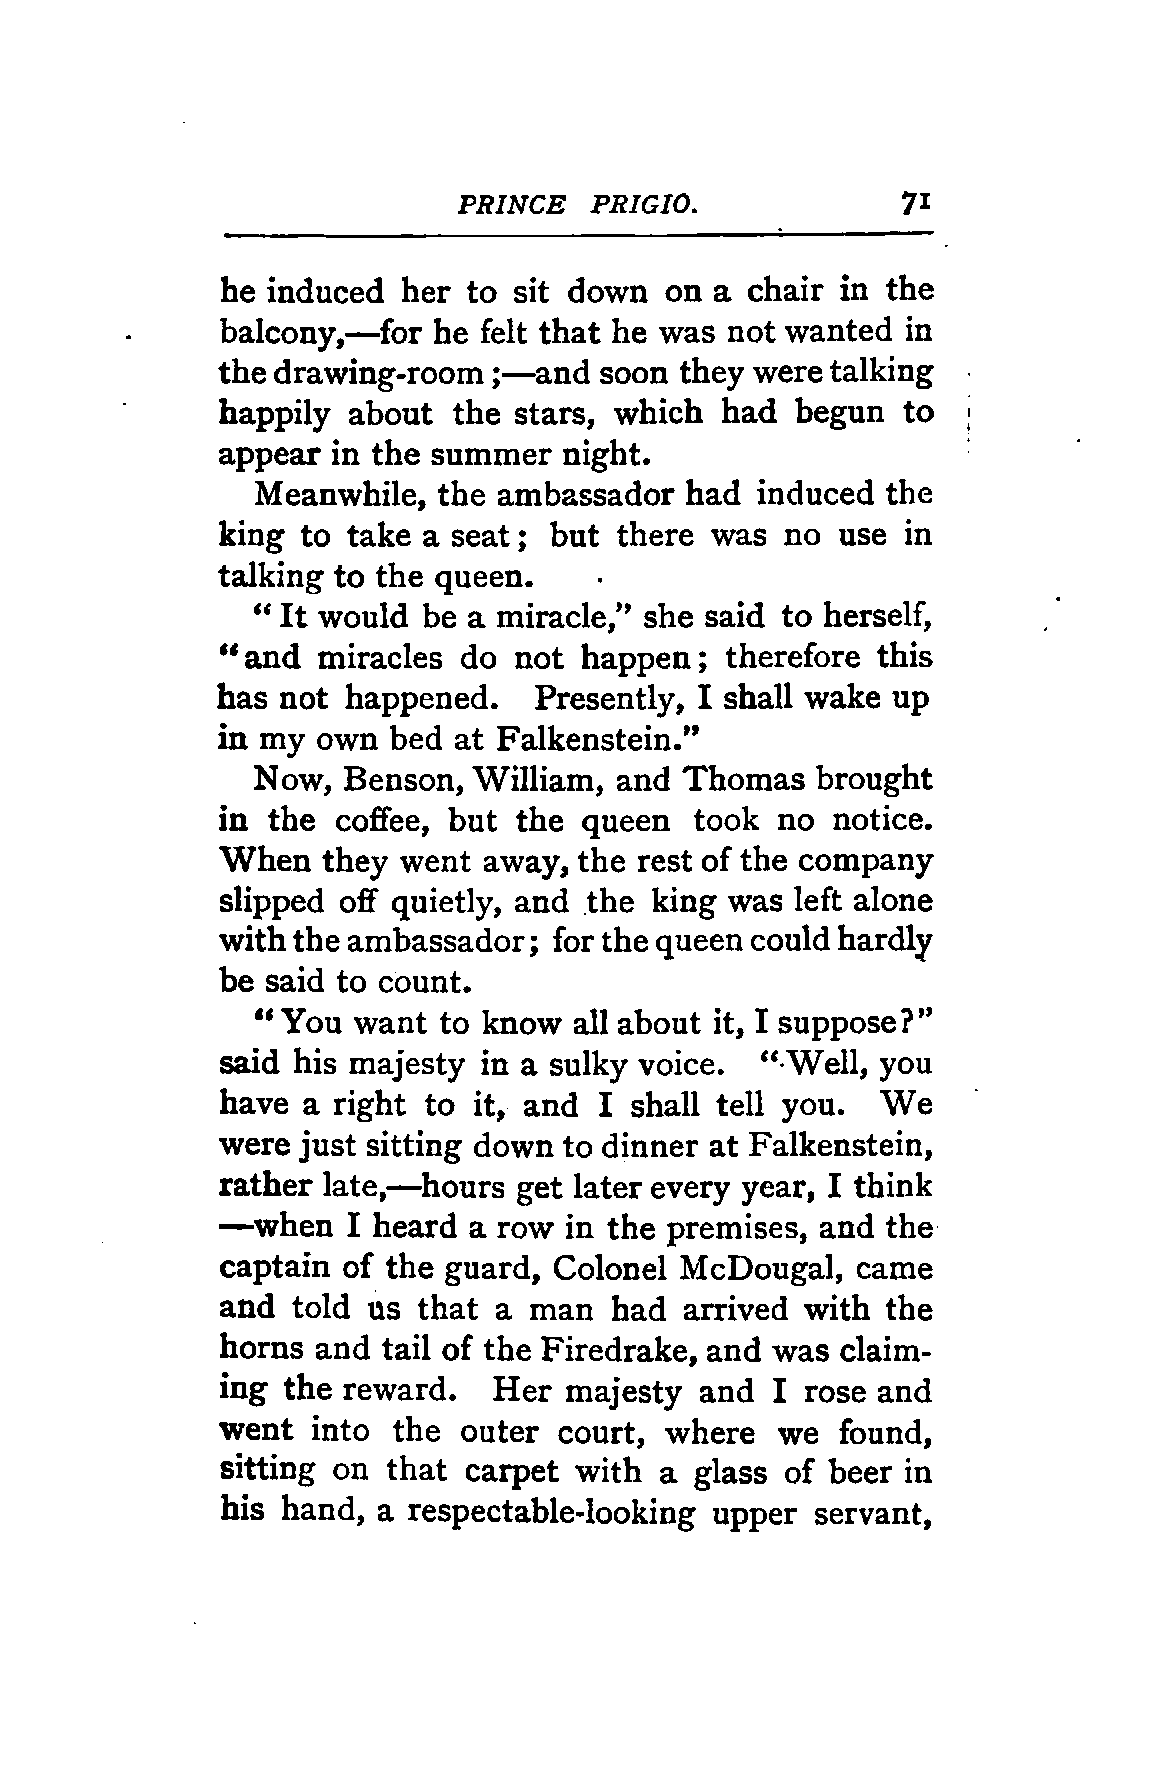 PRINCE PRIGIO. 71
he induced her to sit down on a chair in the
balcony,—for he felt that he was not wanted in
the drawing-room ;—and soon they were talking
happily about the stars, which had begun to
appear in the summer night.
Meanwhile, the ambassador had induced the
king to take a seat; but there was no use in
talking to the queen.
“ It would be a miracle,” she said to herself,
“and miracles do not happen; therefore this
has not happened. Presently, I shall wake up
in my own bed at Falkenstein.”
Now, Benson, William, and Thomas brought
in the coffee, but the queen took no notice.
When they went away, the rest of the company
slipped off quietly, and the king was left alone
with the ambassador; for the queen could hardly
be said to count.
“ You want to know all about it, I suppose?”
said his majesty in a sulky voice. “Well, you
have a right to it, and I shall tell you. We
were just sitting down to dinner at Falkenstein,
rather late,—hours get later every year, I think
—when I heard a row in the premises, and the
captain of the guard, Colonel McDougal, came
and told us that a man had arrived with the
horns and tail of the Firedrake, and was claim-
ing the reward. Her majesty and I rose and
went into the outer court, where we found,
sitting on that carpet with a glass of beer in
his hand, a respectable-looking upper servant,